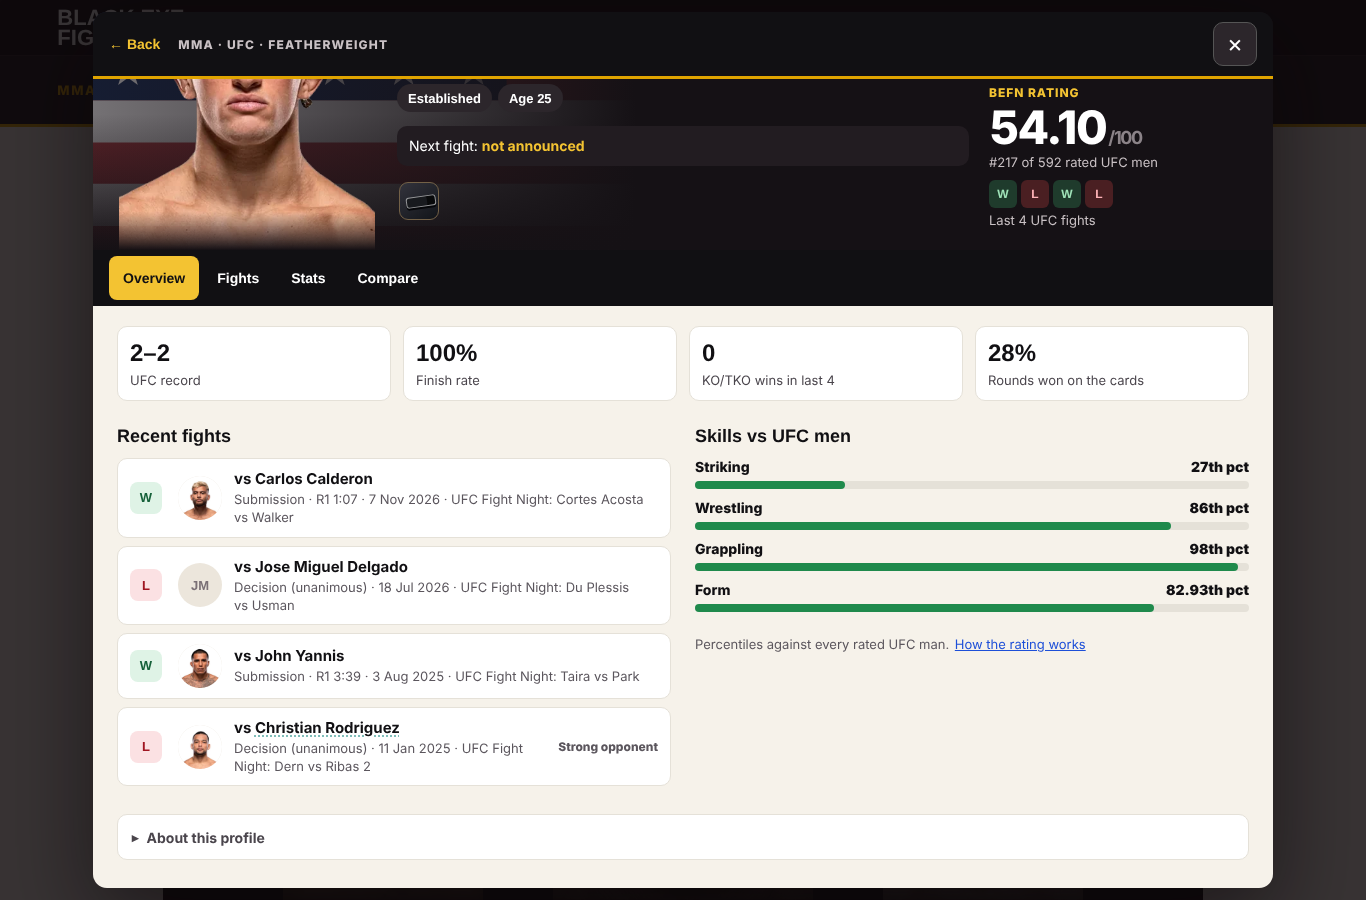 BLACK EYE
FIG
MMA
← Back
MMA · UFC · FEATHERWEIGHT
×
Established
Age 25
Next fight: not announced
BEFN RATING
54.10/100
#217 of 592 rated UFC men
W L W L
Last 4 UFC fights
Overview
Fights
Stats
Compare
2–2
UFC record
100%
Finish rate
0
KO/TKO wins in last 4
28%
Rounds won on the cards
Recent fights
W
vs Carlos Calderon
Submission · R1 1:07 · 7 Nov 2026 · UFC Fight Night: Cortes Acosta
vs Walker
L
JM
vs Jose Miguel Delgado
Decision (unanimous) · 18 Jul 2026 · UFC Fight Night: Du Plessis
vs Usman
W
vs John Yannis
Submission · R1 3:39 · 3 Aug 2025 · UFC Fight Night: Taira vs Park
L
vs Christian Rodriguez
Decision (unanimous) · 11 Jan 2025 · UFC Fight
Night: Dern vs Ribas 2
Strong opponent
Skills vs UFC men
Striking
27th pct
Wrestling
86th pct
Grappling
98th pct
Form
82.93th pct
Percentiles against every rated UFC man. How the rating works
▸ About this profile